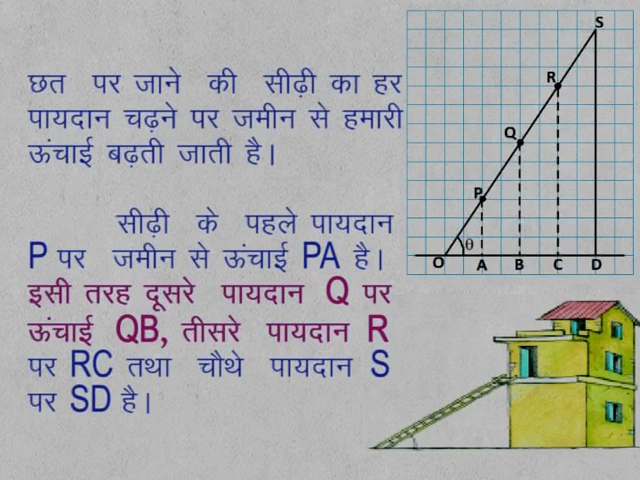 छत पर जाने की सीढ़ी का हर
पायदान चढ़ने पर जमीन से हमारी
ऊंचाई बढ़ती जाती है।
सीढ़ी के पहले पायदान
P पर जमीन से ऊंचाई PA है।
इसी तरह दूसरे पायदान Q पर
ऊंचाई QB, तीसरे पायदान R
पर RC तथा चौथे पायदान S
पर SD है।
S
R
Q
P
θ
O A B C D